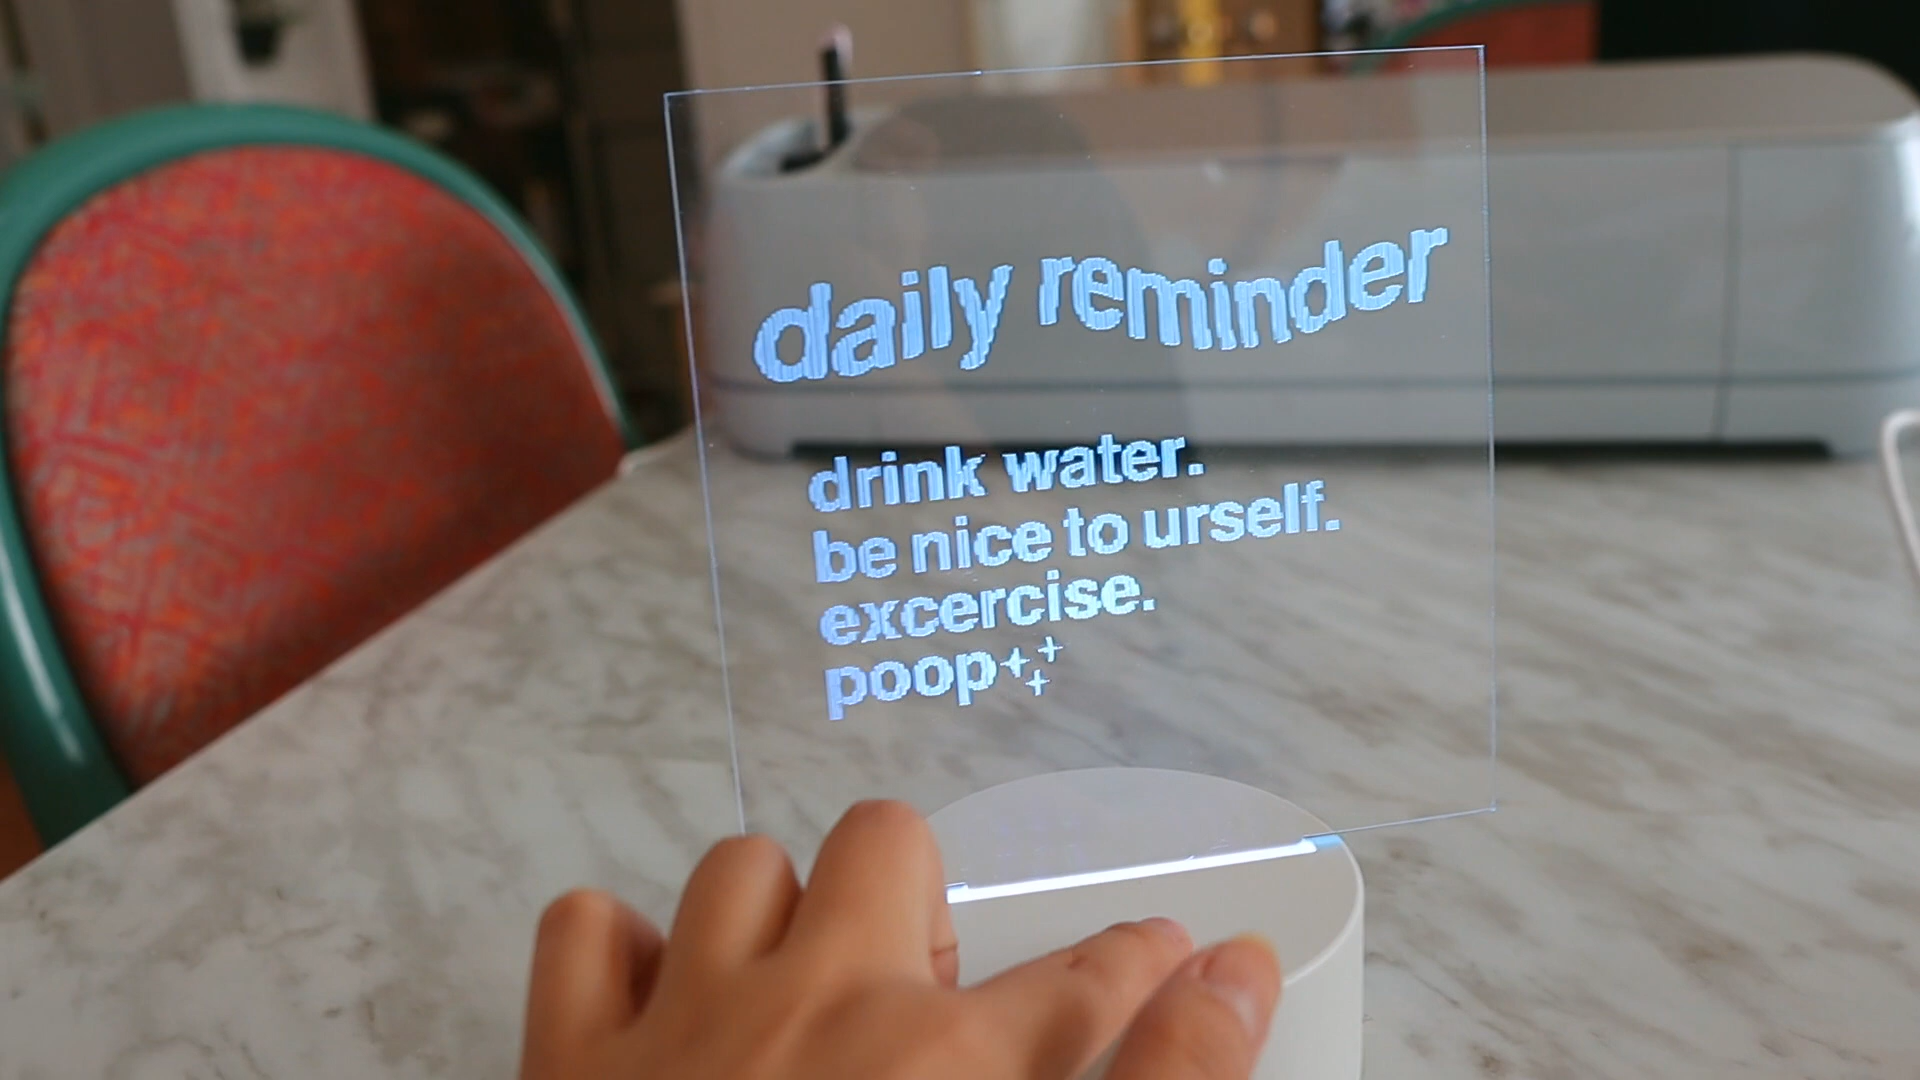 daily reminder
drink water.
be nice to urself.
excercise.
poop